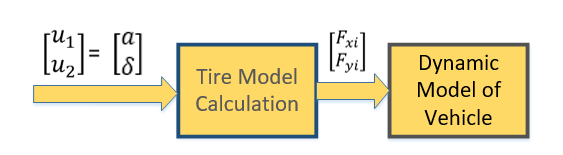 [u₁ = [a
u₂] δ]
Tire Model
Calculation
[Fxi]
[Fyi]
Dynamic
Model of
Vehicle